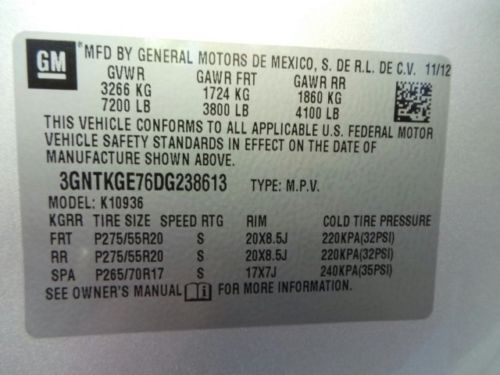 GM
MFD BY GENERAL MOTORS DE MEXICO, S. DE R.L. DE C.V. 11/12
GVWR GAWR FRT GAWR RR
3266 KG 1724 KG 1860 KG
7200 LB 3800 LB 4100 LB
THIS VEHICLE CONFORMS TO ALL APPLICABLE U.S. FEDERAL MOTOR
VEHICLE SAFETY STANDARDS IN EFFECT ON THE DATE OF
MANUFACTURE SHOWN ABOVE.
3GNTKGE76DG238613 TYPE: M.P.V.
MODEL: K10936
KGRR TIRE SIZE SPEED RTG RIM COLD TIRE PRESSURE
FRT P275/55R20 S 20X8.5J 220KPA(32PSI)
RR P275/55R20 S 20X8.5J 220KPA(32PSI)
SPA P265/70R17 S 17X7J 240KPA(35PSI)
SEE OWNER'S MANUAL FOR MORE INFORMATION.